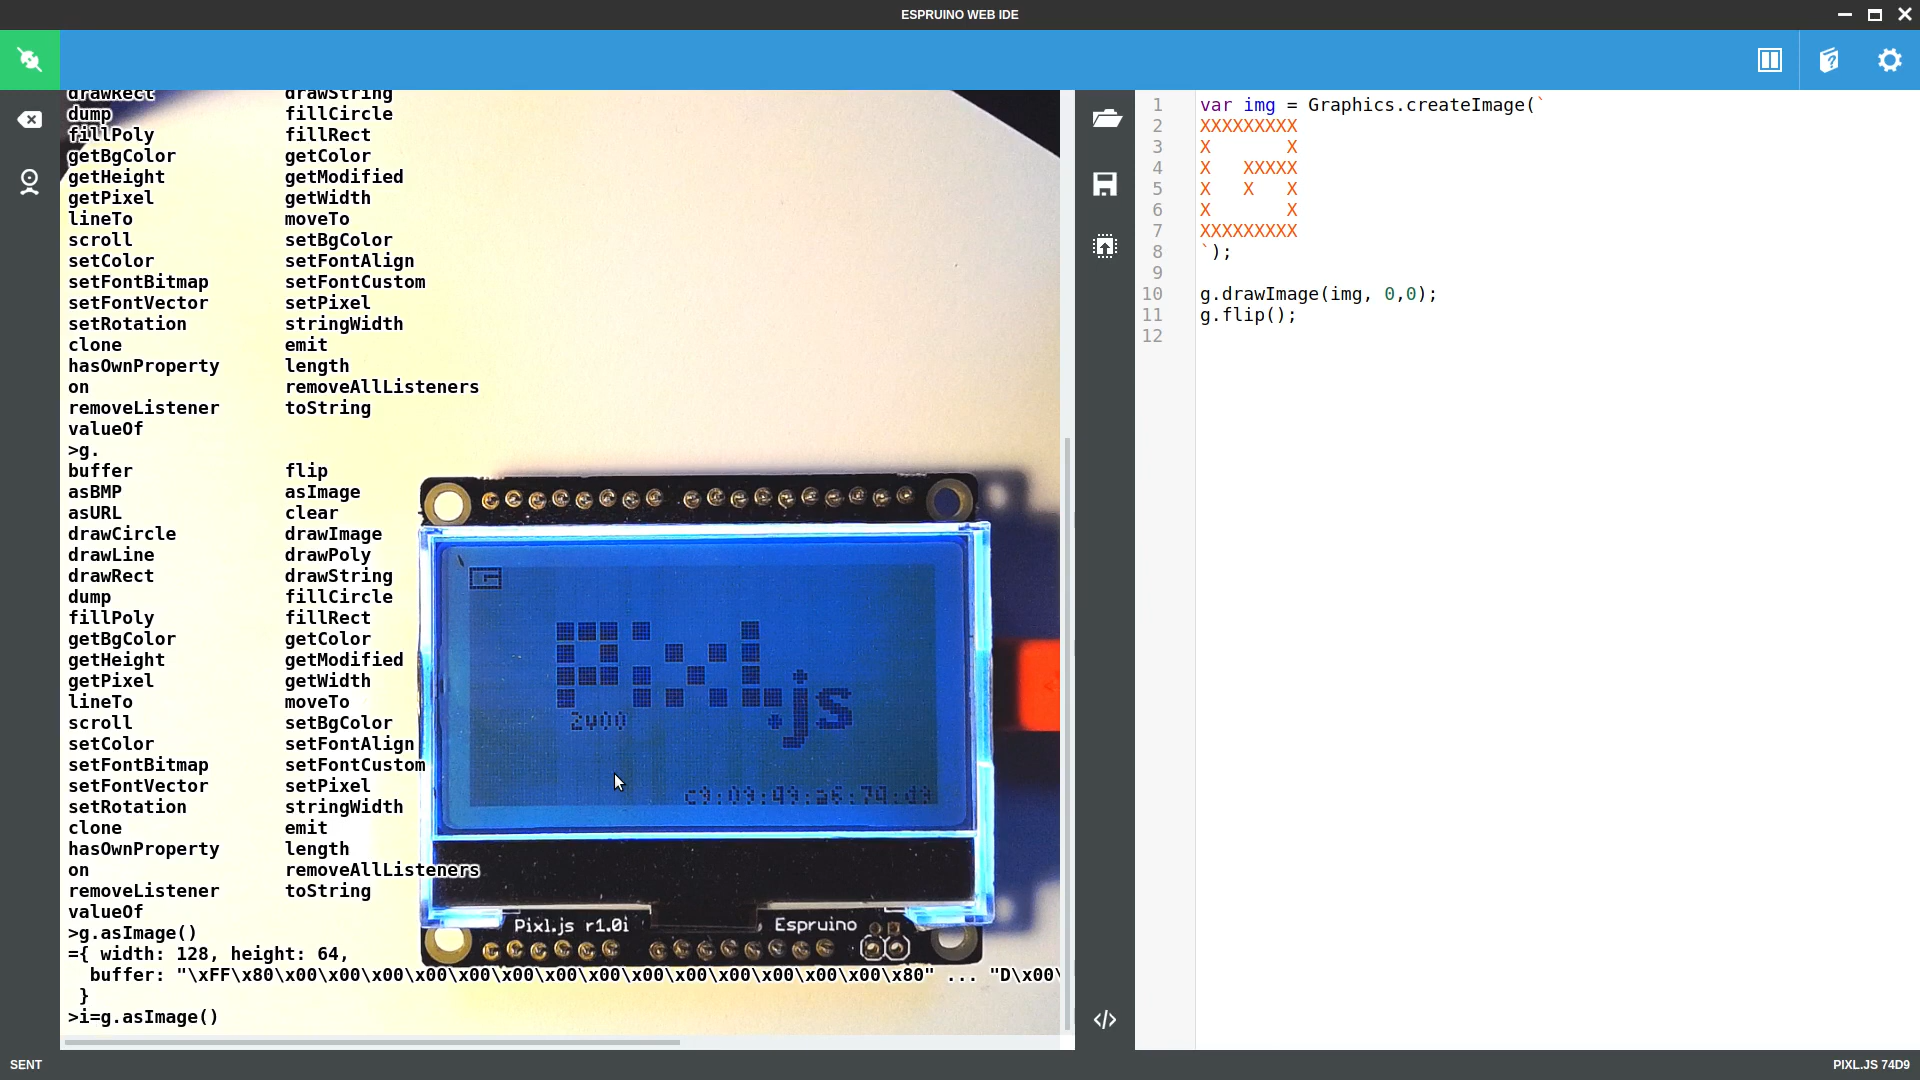 ESPRUINO WEB IDE
drawRect drawString
dump fillCircle
fillPoly fillRect
getBgColor getColor
getHeight getModified
getPixel getWidth
lineTo moveTo
scroll setBgColor
setColor setFontAlign
setFontBitmap setFontCustom
setFontVector setPixel
setRotation stringWidth
clone emit
hasOwnProperty length
on removeAllListeners
removeListener toString
valueOf
>g.
buffer flip
asBMP asImage
asURL clear
drawCircle drawImage
drawLine drawPoly
drawRect drawString
dump fillCircle
fillPoly fillRect
getBgColor getColor
getHeight getModified
getPixel getWidth
lineTo moveTo
scroll setBgColor
setColor setFontAlign
setFontBitmap setFontCustom
setFontVector setPixel
setRotation stringWidth
clone emit
hasOwnProperty length
on removeAllListeners
removeListener toString
valueOf
>g.asImage()
={ width: 128, height: 64,
buffer: "\xFF\x80\x00\x00\x00\x00\x00\x00\x00\x00\x00\x00\x00\x00\x00\x00\x80" ... "D\x00\
}
>i=g.asImage()
Pixl.js
2v00
Pixl.js r1.0i
Espruino
1 var img = Graphics.createImage(`
2 XXXXXXXXX
3 X       X
4 X   XXXXX
5 X   X   X
6 X       X
7 XXXXXXXXX
8 `);
9
10 g.drawImage(img, 0,0);
11 g.flip();
12
SENT
PIXL.JS 74D9